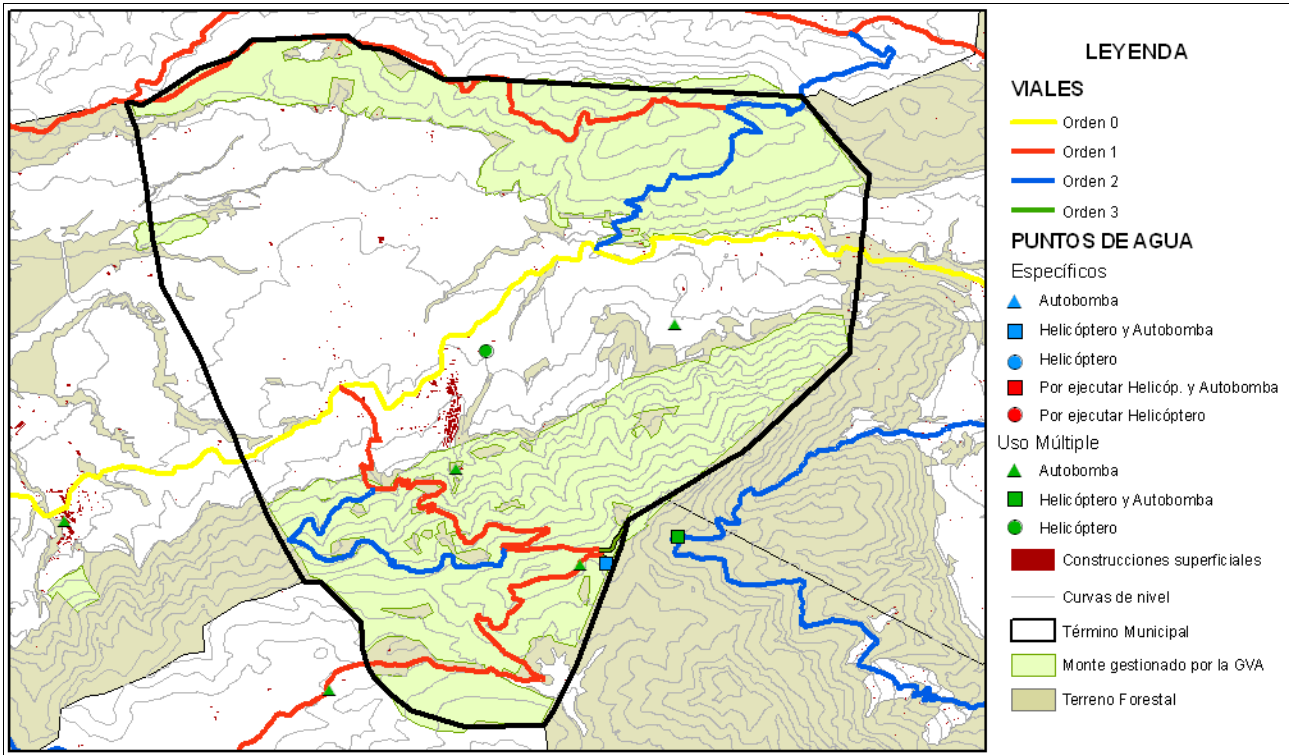 LEYENDA
VIALES
Orden 0
Orden 1
Orden 2
Orden 3
PUNTOS DE AGUA
Específicos
Autobomba
Helicóptero y Autobomba
Helicóptero
Por ejecutar Helicóp. y Autobomba
Por ejecutar Helicóptero
Uso Múltiple
Autobomba
Helicóptero y Autobomba
Helicóptero
Construcciones superficiales
Curvas de nivel
Término Municipal
Monte gestionado por la GVA
Terreno Forestal